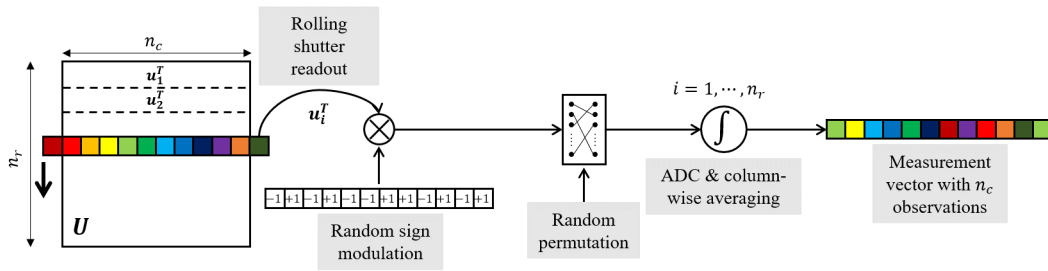 n_c
Rolling
shutter
readout
u_1^T
u_2^T
u_i^T
n_r
U
−1 +1 −1 +1 −1 −1 +1 +1 −1 +1 −1 +1
Random sign
modulation
Random
permutation
i = 1, ⋯, n_r
∫
ADC & column-
wise averaging
Measurement
vector with n_c
observations